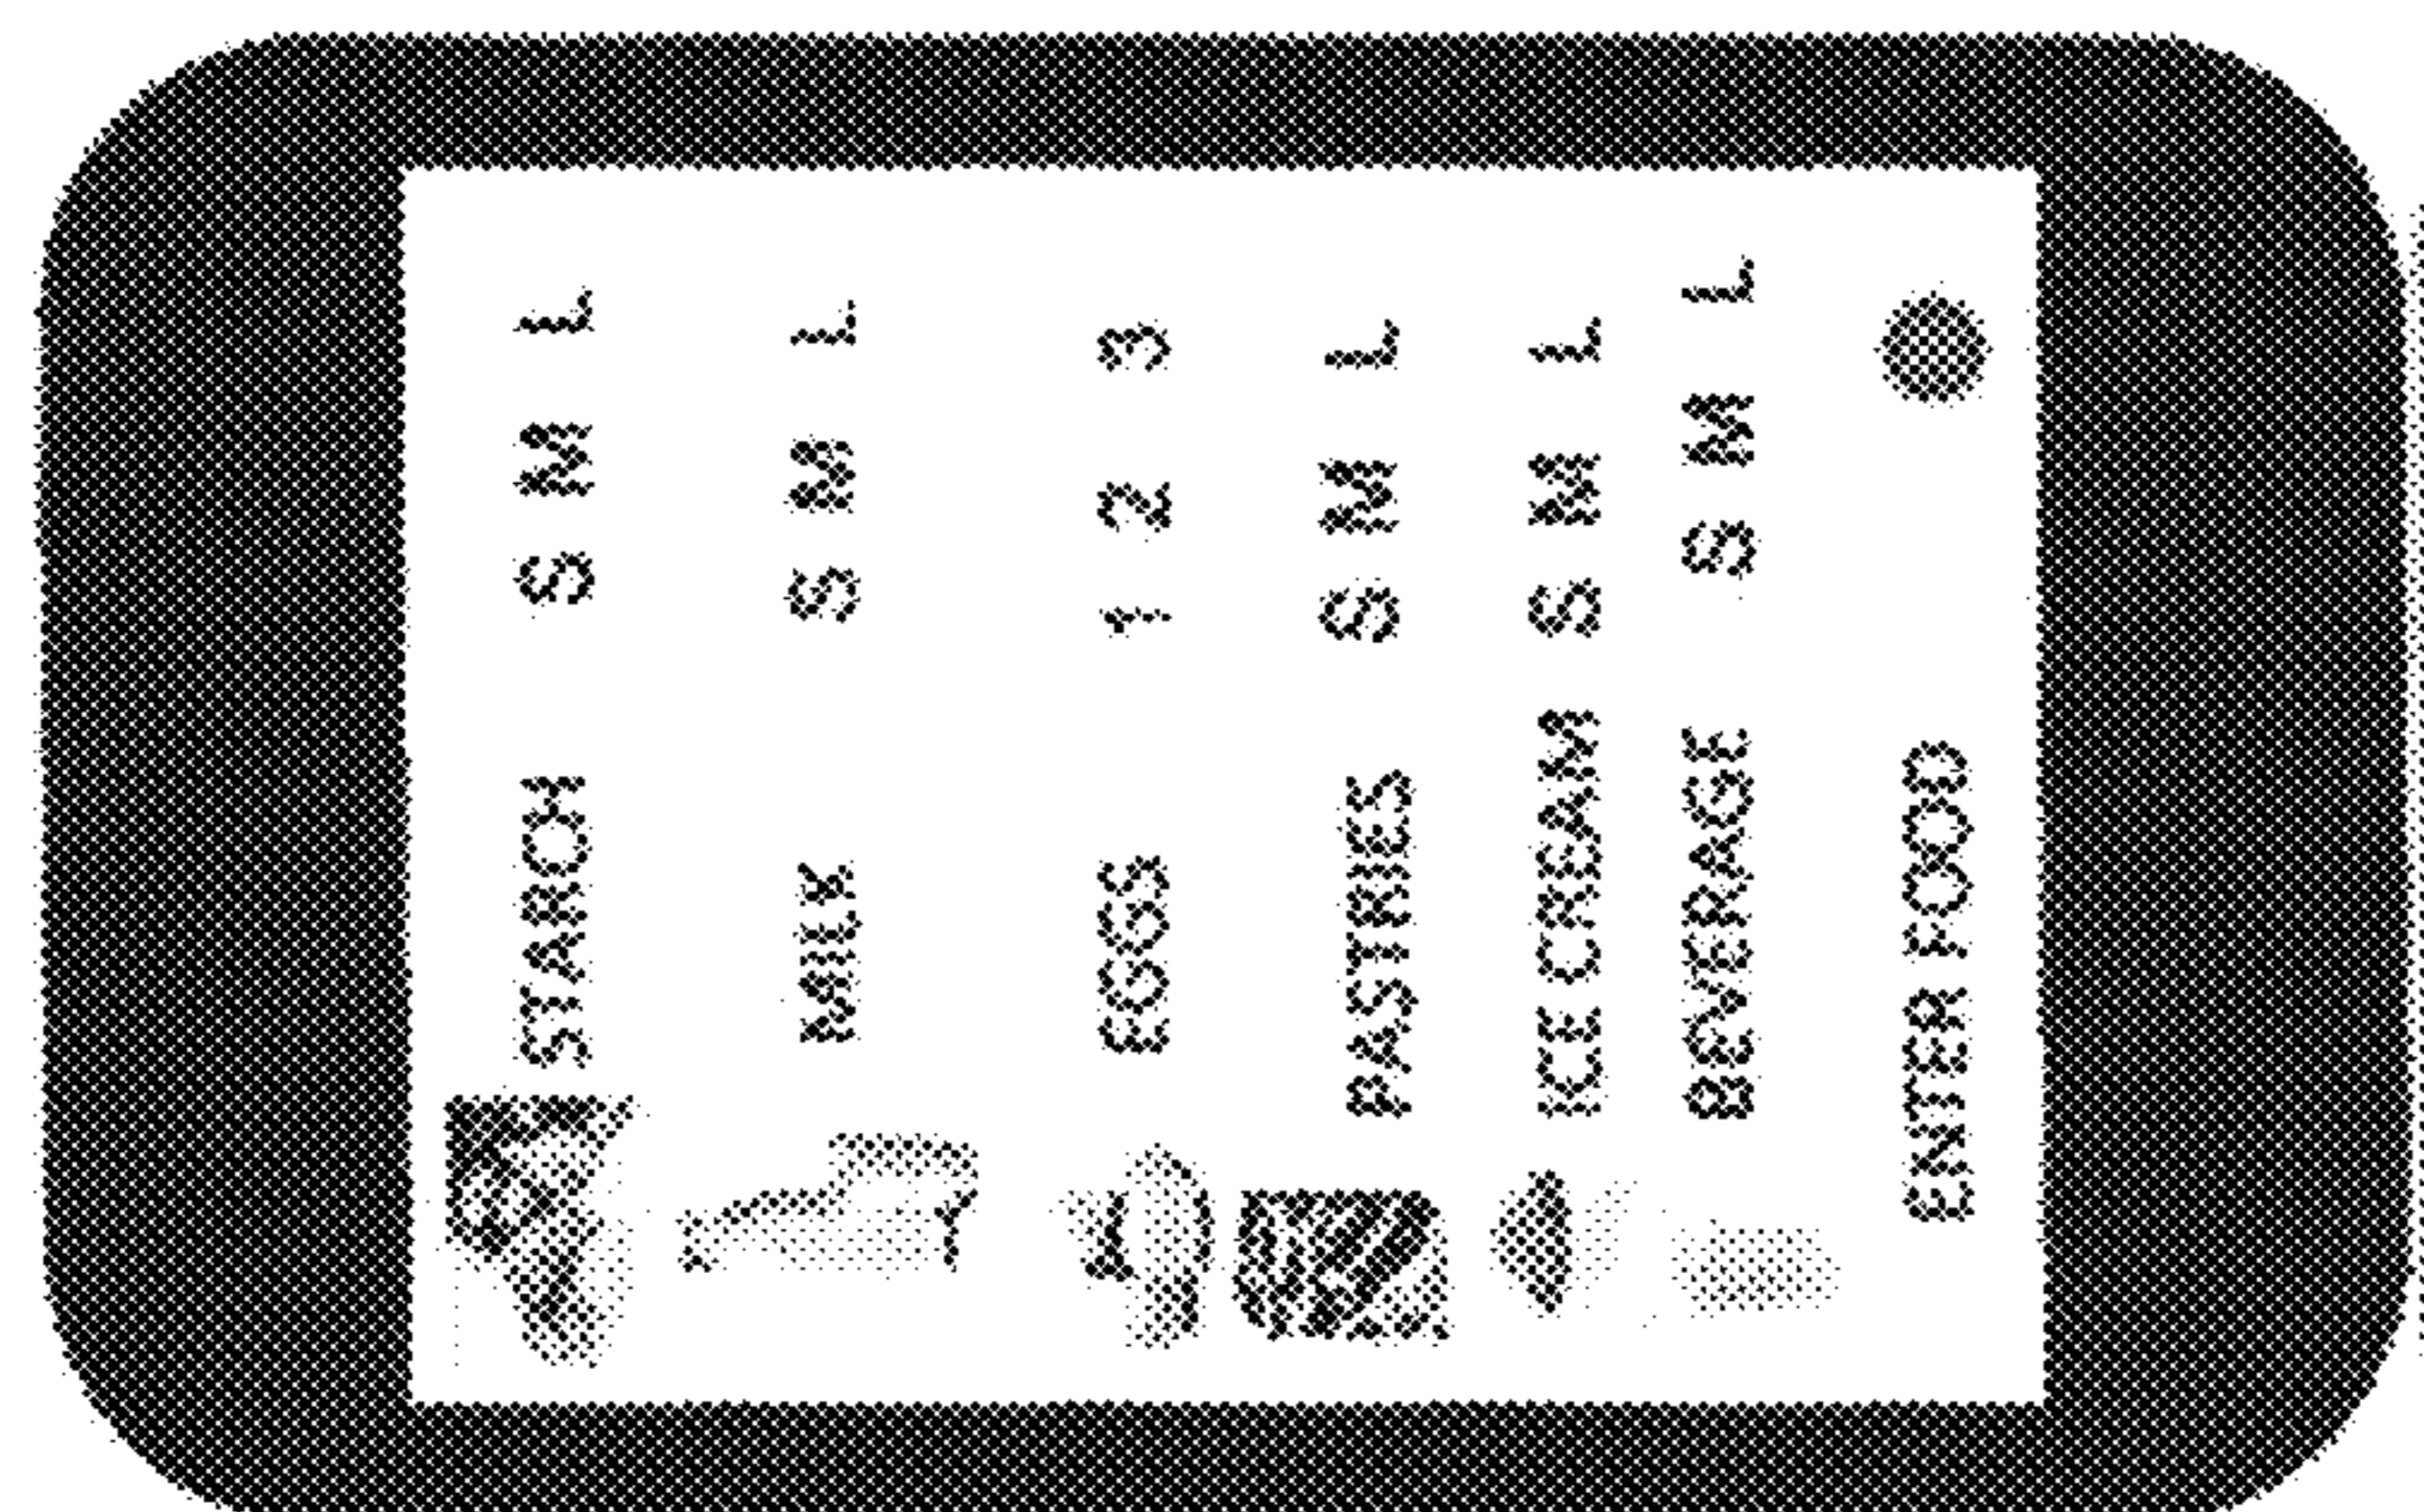 STARCH S M L
MILK S M L
EGGS 1 2 3
PASTRIES S M L
ICE CREAM S M L
BEVERAGE S M L
ENTER FOOD